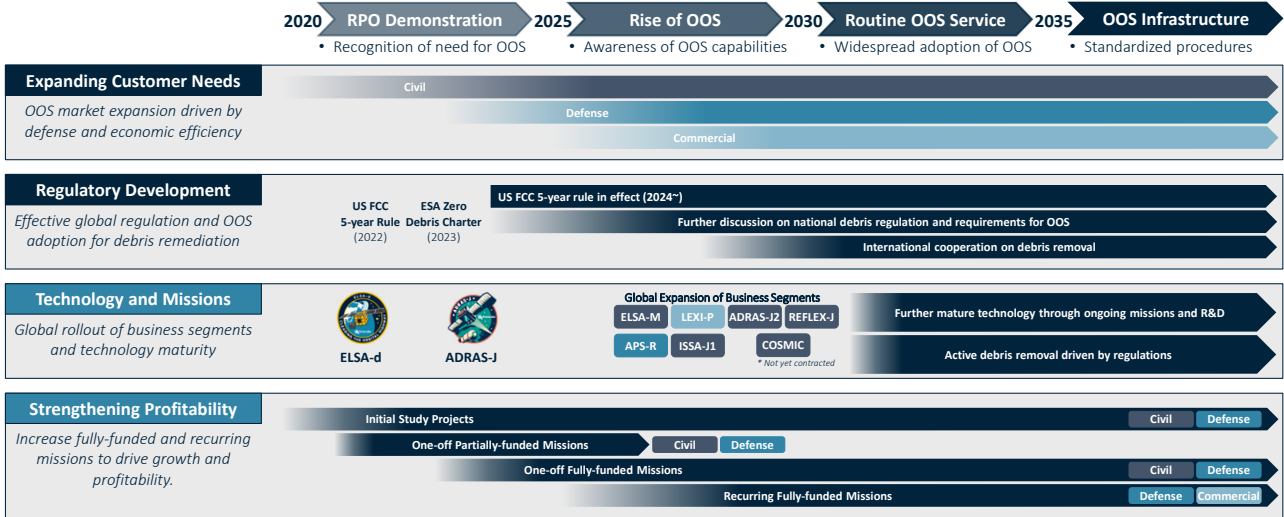 2020 RPO Demonstration 2025 Rise of OOS 2030 Routine OOS Service 2035 OOS Infrastructure
• Recognition of need for OOS • Awareness of OOS capabilities • Widespread adoption of OOS • Standardized procedures
Expanding Customer Needs
OOS market expansion driven by
defense and economic efficiency
Civil
Defense
Commercial
Regulatory Development
Effective global regulation and OOS
adoption for debris remediation
US FCC
5-year Rule
(2022)
ESA Zero
Debris Charter
(2023)
US FCC 5-year rule in effect (2024~)
Further discussion on national debris regulation and requirements for OOS
International cooperation on debris removal
Technology and Missions
Global rollout of business segments
and technology maturity
ELSA-d
ELSA-d
ADRAS-J
ADRAS-J
Global Expansion of Business Segments
ELSA-M LEXI-P ADRAS-J2 REFLEX-J
APS-R ISSA-J1 COSMIC
* Not yet contracted
Further mature technology through ongoing missions and R&D
Active debris removal driven by regulations
Strengthening Profitability
Increase fully-funded and recurring
missions to drive growth and
profitability.
Initial Study Projects Civil Defense
One-off Partially-funded Missions Civil Defense
One-off Fully-funded Missions Civil Defense
Recurring Fully-funded Missions Defense Commercial